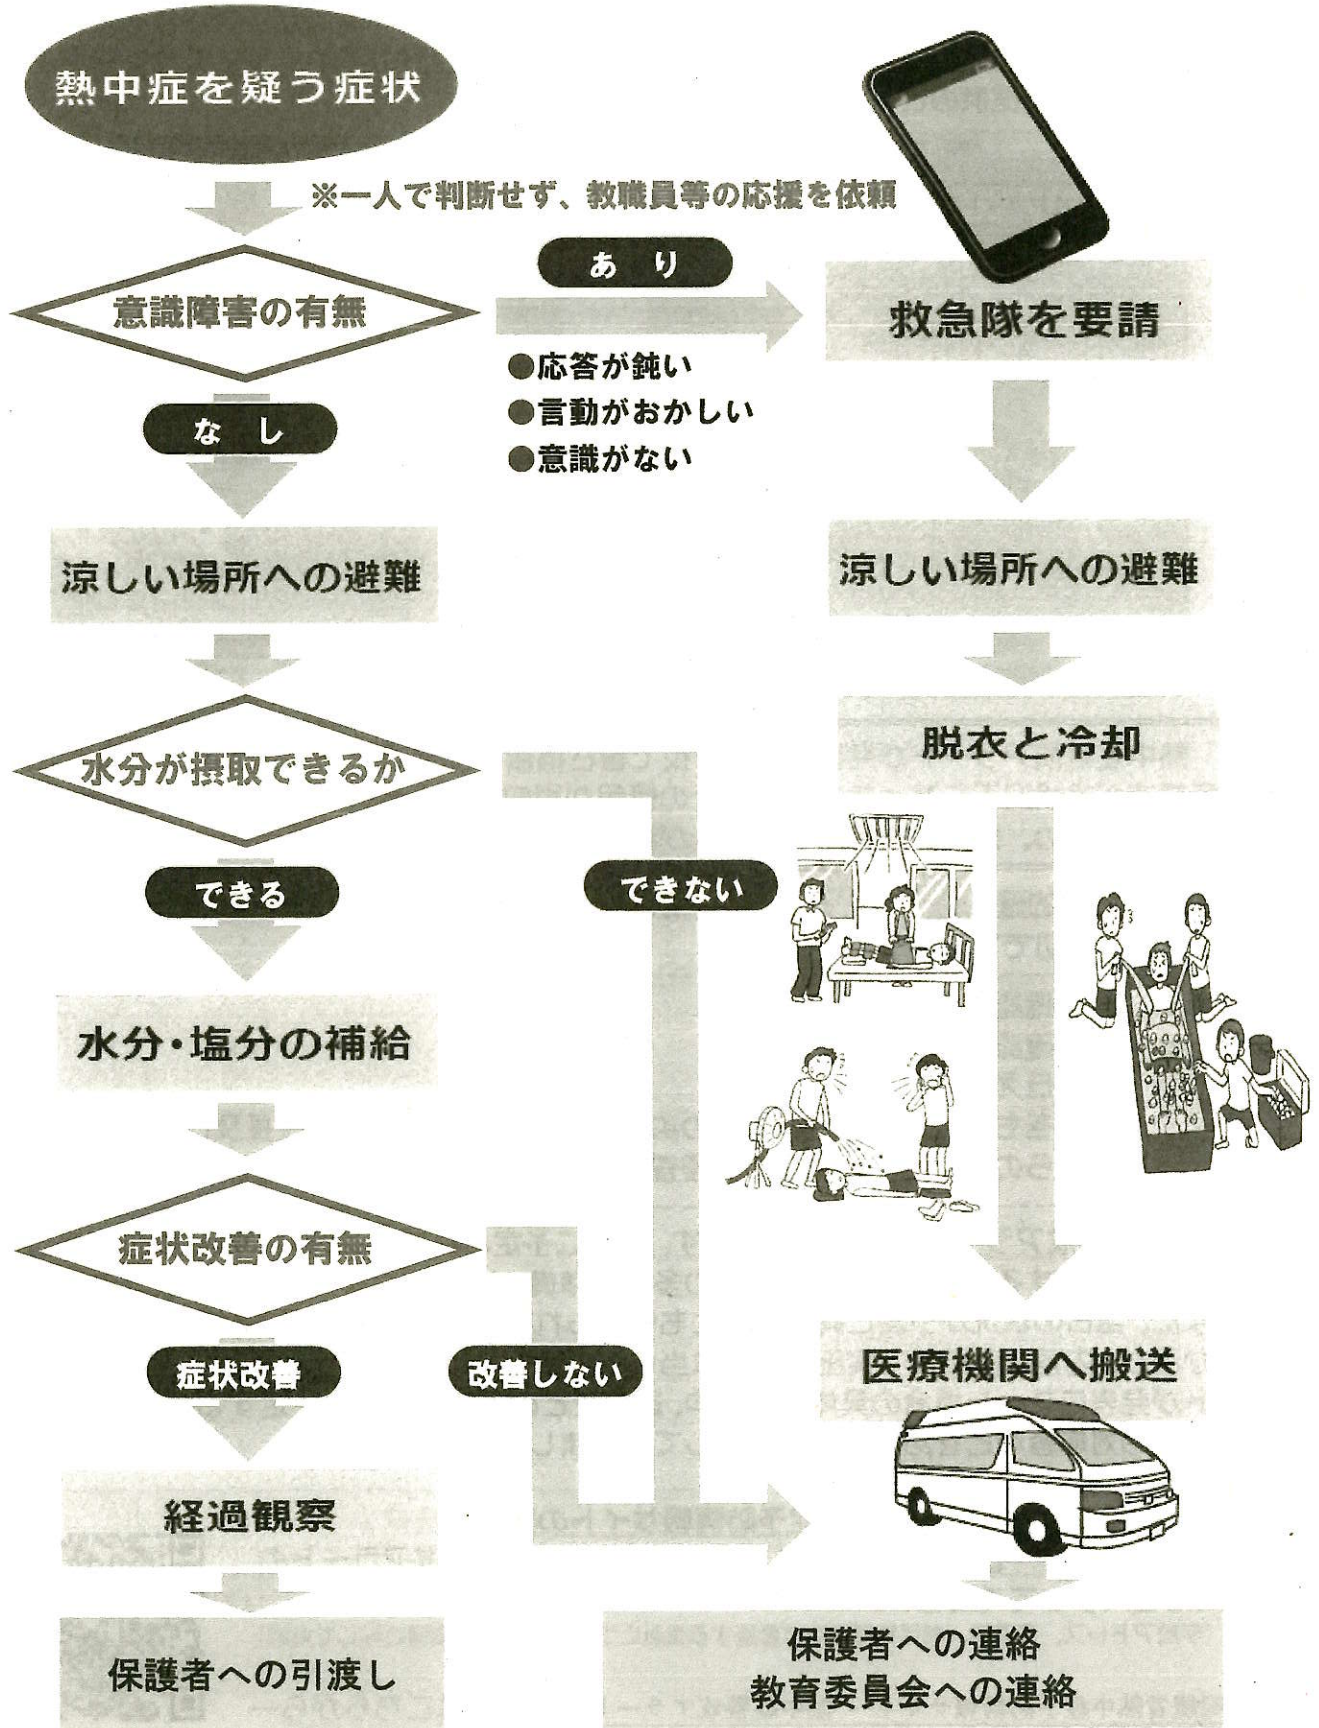 熱中症を疑う症状
※一人で判断せず、教職員等の応援を依頼
意識障害の有無
あり
●応答が鈍い
●言動がおかしい
●意識がない
救急隊を要請
なし
涼しい場所への避難
涼しい場所への避難
水分が摂取できるか
脱衣と冷却
できる
できない
水分・塩分の補給
症状改善の有無
症状改善
改善しない
医療機関へ搬送
経過観察
保護者への引渡し
保護者への連絡
教育委員会への連絡